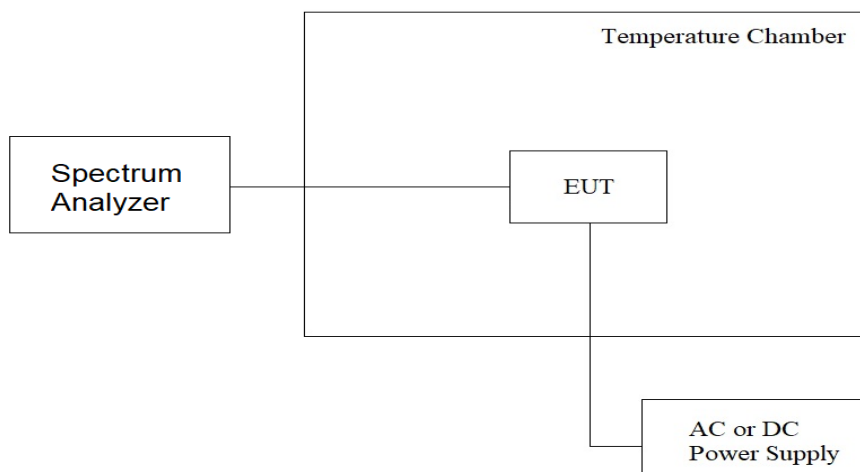 Temperature Chamber
Spectrum
Analyzer
EUT
AC or DC
Power Supply